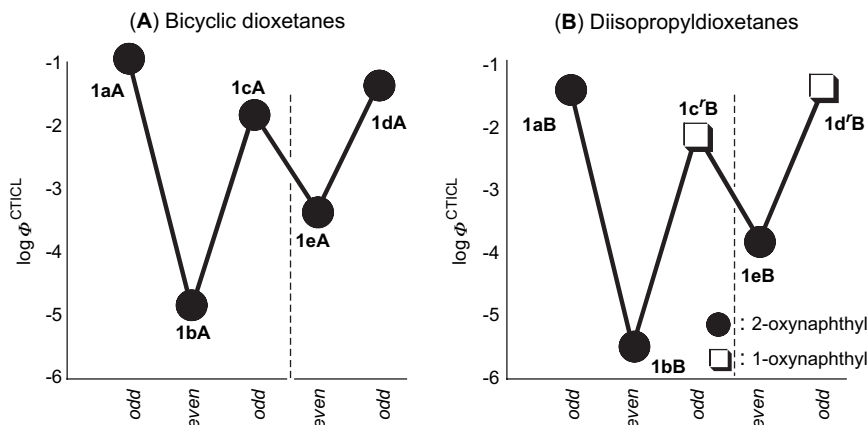 (A) Bicyclic dioxetanes
-1
-2
-3
-4
-5
-6
log Φ^CTICL
1aA
1bA
1cA
1eA
1dA
odd
even
odd
even
odd
(B) Diisopropyldioxetanes
-1
-2
-3
-4
-5
-6
log Φ^CTICL
1aB
1bB
1c^rB
1eB
1d^rB
: 2-oxynaphthyl
: 1-oxynaphthyl
odd
even
odd
even
odd